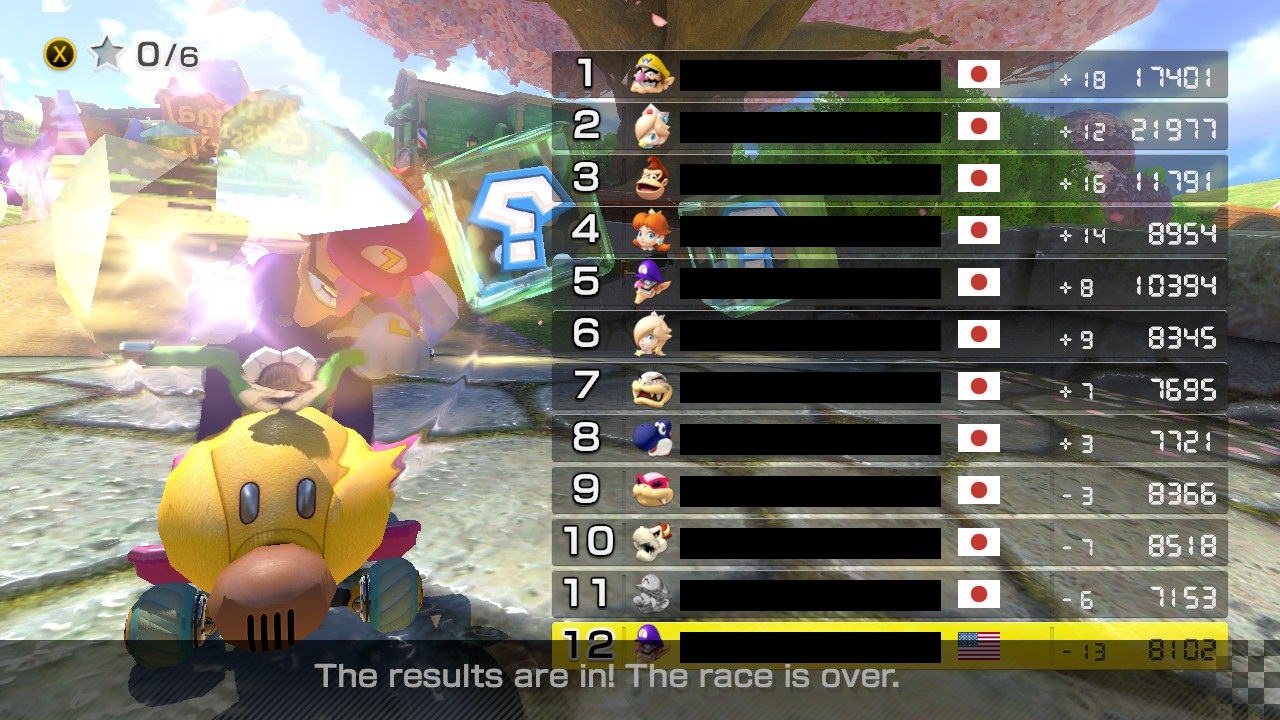 X 0/6
1 +18 17401
2 +12 21977
3 +16 11791
4 +14 8954
5 +8 10394
6 +9 8345
7 +7 7695
8 +3 7721
9 -3 8366
10 -7 8518
11 -6 7153
12 -13 8102
The results are in! The race is over.